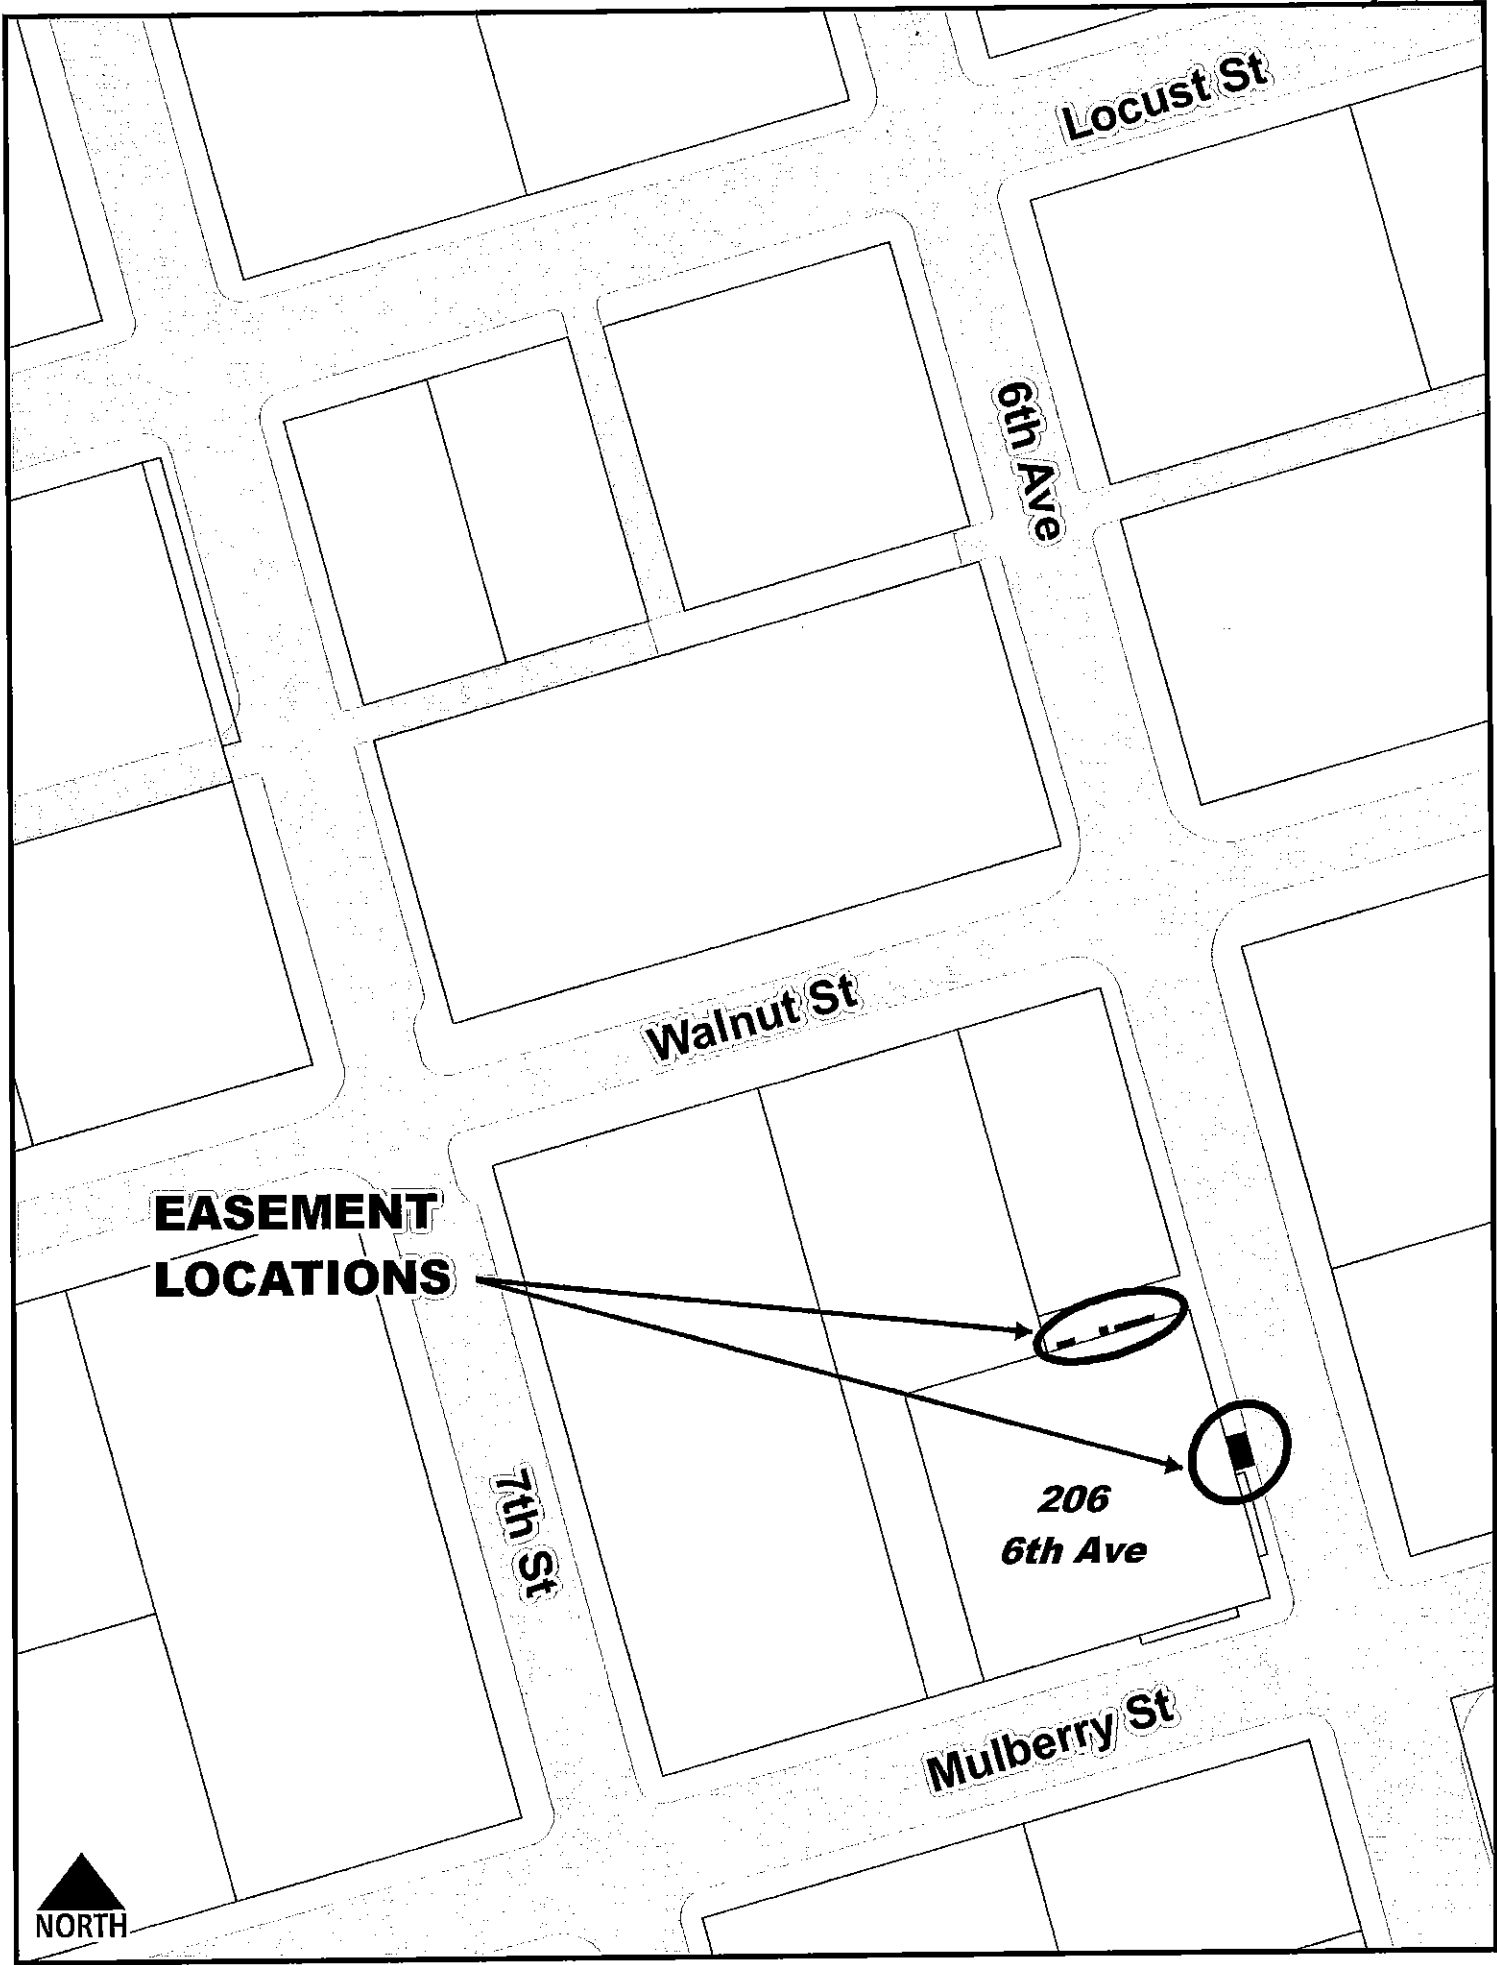 Locust St
6th Ave
Walnut St
EASEMENT
LOCATIONS
7th St
206
6th Ave
Mulberry St
NORTH